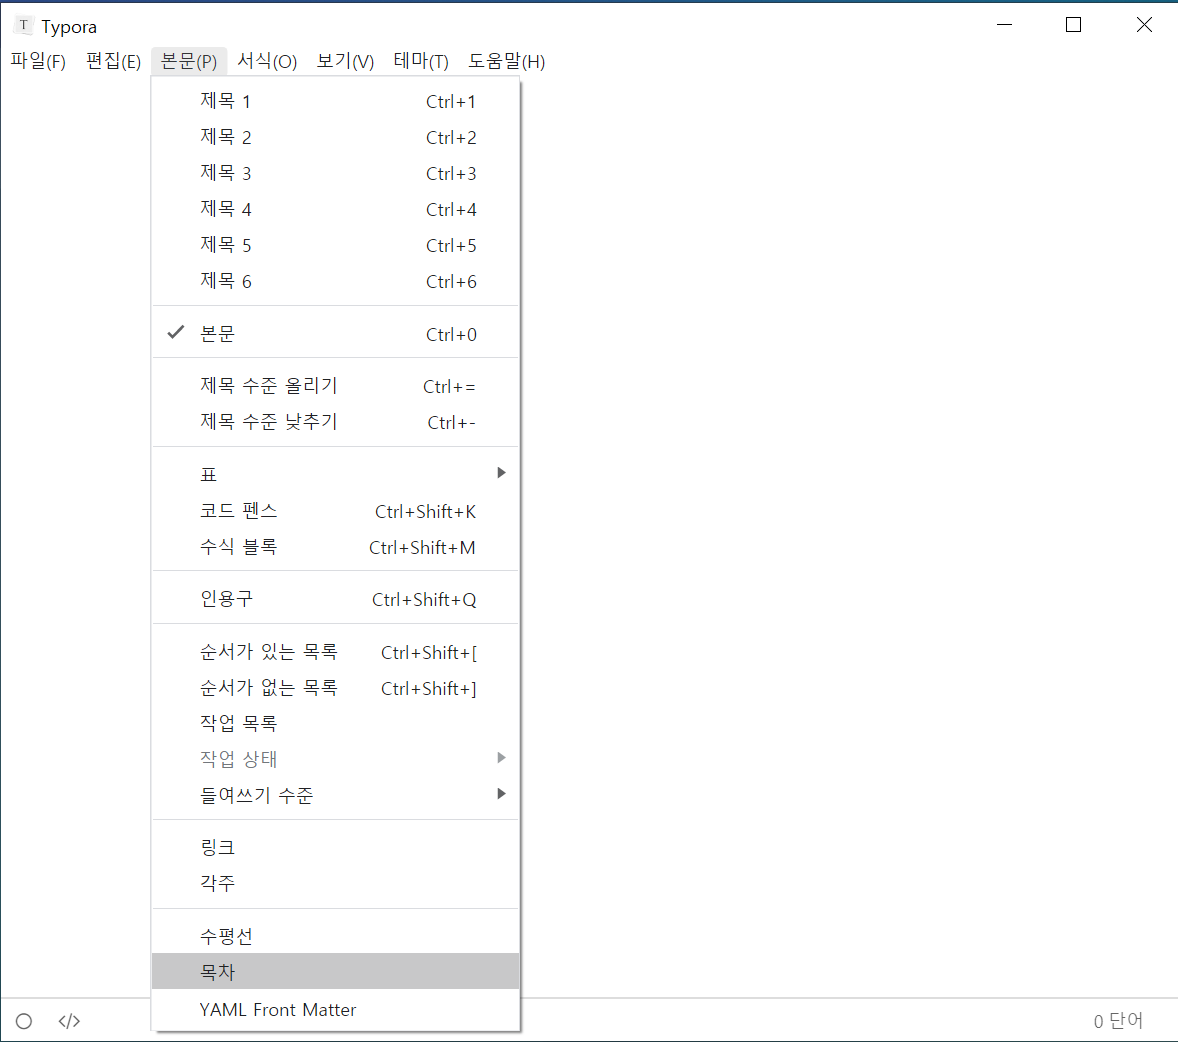 T Typora
파일(F) 편집(E) 본문(P) 서식(O) 보기(V) 테마(T) 도움말(H)
제목 1 Ctrl+1
제목 2 Ctrl+2
제목 3 Ctrl+3
제목 4 Ctrl+4
제목 5 Ctrl+5
제목 6 Ctrl+6
본문 Ctrl+0
제목 수준 올리기 Ctrl+=
제목 수준 낮추기 Ctrl+-
표
코드 펜스 Ctrl+Shift+K
수식 블록 Ctrl+Shift+M
인용구 Ctrl+Shift+Q
순서가 있는 목록 Ctrl+Shift+[
순서가 없는 목록 Ctrl+Shift+]
작업 목록
작업 상태
들여쓰기 수준
링크
각주
수평선
목차
YAML Front Matter
</> 0 단어